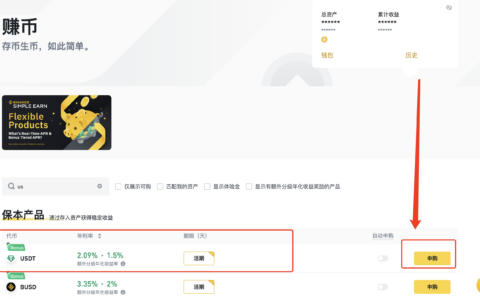 赚币
存币生币，如此简单。
总资产 累计收益
****** ******
****** ******
钱包 历史
BINANCE
SIMPLE EARN
Flexible
Products
What's Real-Time APR &
Bonus Tiered APR?
us
仅展示可购 匹配我的资产 显示体验金 显示有额外分级年化收益奖励的产品
保本产品 通过存入资产获得稳定收益
代币 年利率 期限（天） 自动申购
Bonus
USDT 2.09% + 1.5% 活期 申购
额外分级年化收益率
Bonus
BUSD 3.35% + 2% 活期 申购
额外分级年化收益率